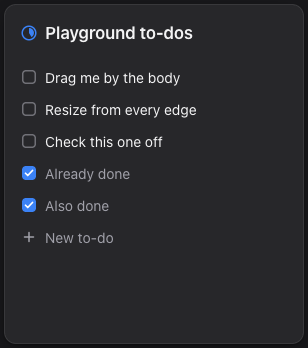 Playground to-dos
Drag me by the body
Resize from every edge
Check this one off
Already done
Also done
New to-do